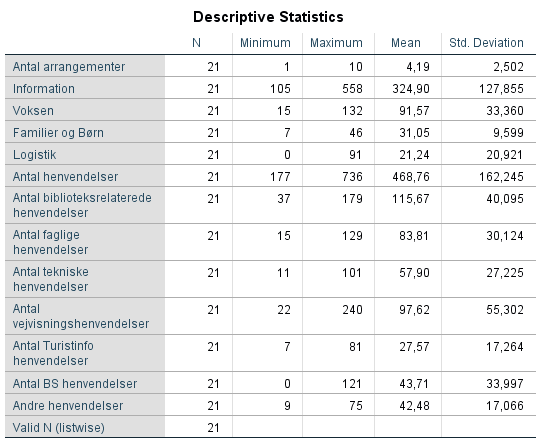 Descriptive Statistics
N Minimum Maximum Mean Std. Deviation
Antal arrangementer 21 1 10 4,19 2,502
Information 21 105 558 324,90 127,855
Voksen 21 15 132 91,57 33,360
Familier og Børn 21 7 46 31,05 9,599
Logistik 21 0 91 21,24 20,921
Antal henvendelser 21 177 736 468,76 162,245
Antal biblioteksrelaterede
henvendelser 21 37 179 115,67 40,095
Antal faglige
henvendelser 21 15 129 83,81 30,124
Antal tekniske
henvendelser 21 11 101 57,90 27,225
Antal
vejvisningshenvendelser 21 22 240 97,62 55,302
Antal Turistinfo
henvendelser 21 7 81 27,57 17,264
Antal BS henvendelser 21 0 121 43,71 33,997
Andre henvendelser 21 9 75 42,48 17,066
Valid N (listwise) 21